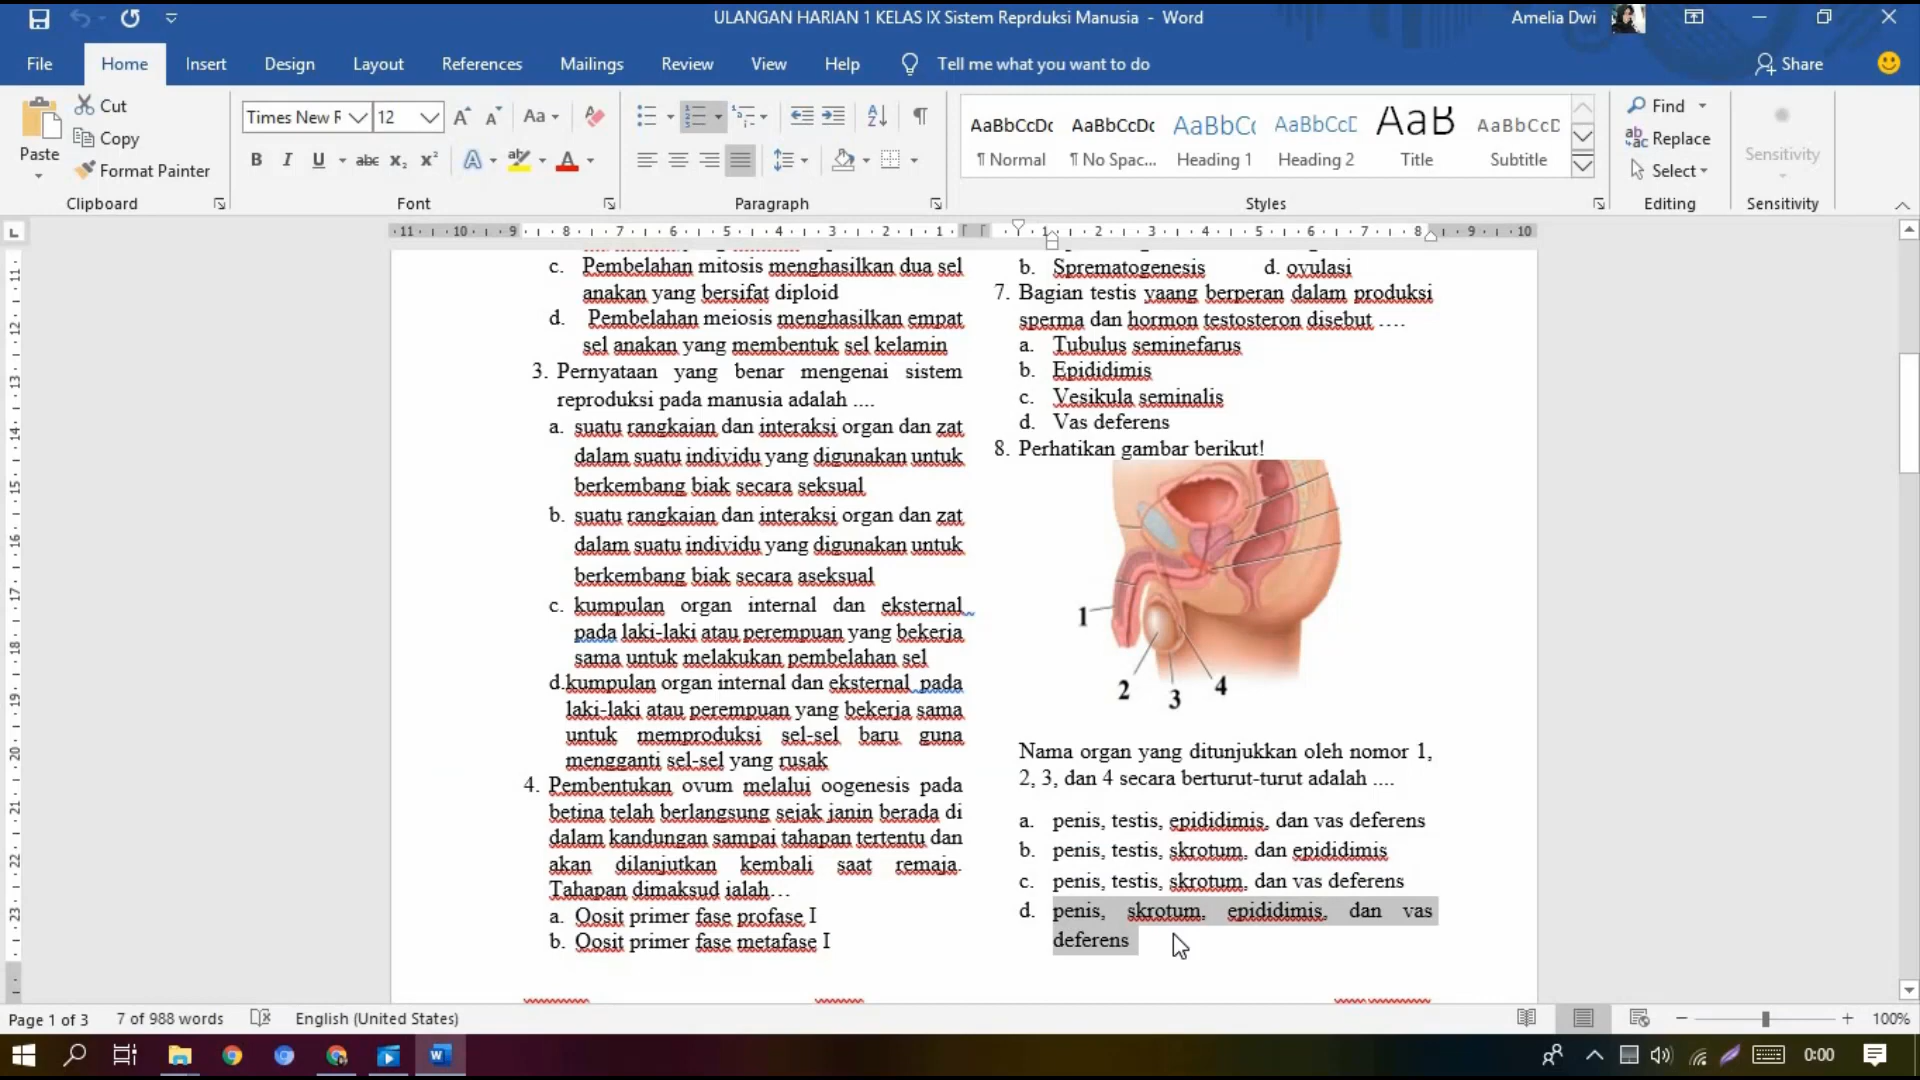 ULANGAN HARIAN 1 KELAS IX Sistem Reprduksi Manusia - Word
Amelia Dwi
File Home Insert Design Layout References Mailings Review View Help Tell me what you want to do Share
Cut
Copy
Format Painter
Paste
Clipboard
Times New R 12
Font
Paragraph
AaBbCcDc AaBbCcDc AaBbCc AaBbCcD AaB AaBbCcD
¶ Normal ¶ No Spac... Heading 1 Heading 2 Title Subtitle
Styles
Find
Replace
Select
Editing
Sensitivity
Sensitivity
c. Pembelahan mitosis menghasilkan dua sel
anakan yang bersifat diploid
d. Pembelahan meiosis menghasilkan empat
sel anakan yang membentuk sel kelamin
3. Pernyataan yang benar mengenai sistem
reproduksi pada manusia adalah ....
a. suatu rangkaian dan interaksi organ dan zat
dalam suatu individu yang digunakan untuk
berkembang biak secara seksual
b. suatu rangkaian dan interaksi organ dan zat
dalam suatu individu yang digunakan untuk
berkembang biak secara aseksual
c. kumpulan organ internal dan eksternal
pada laki-laki atau perempuan yang bekerja
sama untuk melakukan pembelahan sel
d.kumpulan organ internal dan eksternal pada
laki-laki atau perempuan yang bekerja sama
untuk memproduksi sel-sel baru guna
mengganti sel-sel yang rusak
4. Pembentukan ovum melalui oogenesis pada
betina telah berlangsung sejak janin berada di
dalam kandungan sampai tahapan tertentu dan
akan dilanjutkan kembali saat remaja.
Tahapan dimaksud ialah…
a. Oosit primer fase profase I
b. Oosit primer fase metafase I
b. Sprematogenesis d. ovulasi
7. Bagian testis yaang berperan dalam produksi
sperma dan hormon testosteron disebut ….
a. Tubulus seminefarus
b. Epididimis
c. Vesikula seminalis
d. Vas deferens
8. Perhatikan gambar berikut!
1
2
3
4
Nama organ yang ditunjukkan oleh nomor 1,
2, 3, dan 4 secara berturut-turut adalah ....
a. penis, testis, epididimis, dan vas deferens
b. penis, testis, skrotum, dan epididimis
c. penis, testis, skrotum, dan vas deferens
d. penis, skrotum, epididimis, dan vas
deferens
Page 1 of 3 7 of 988 words English (United States) 100%
0:00